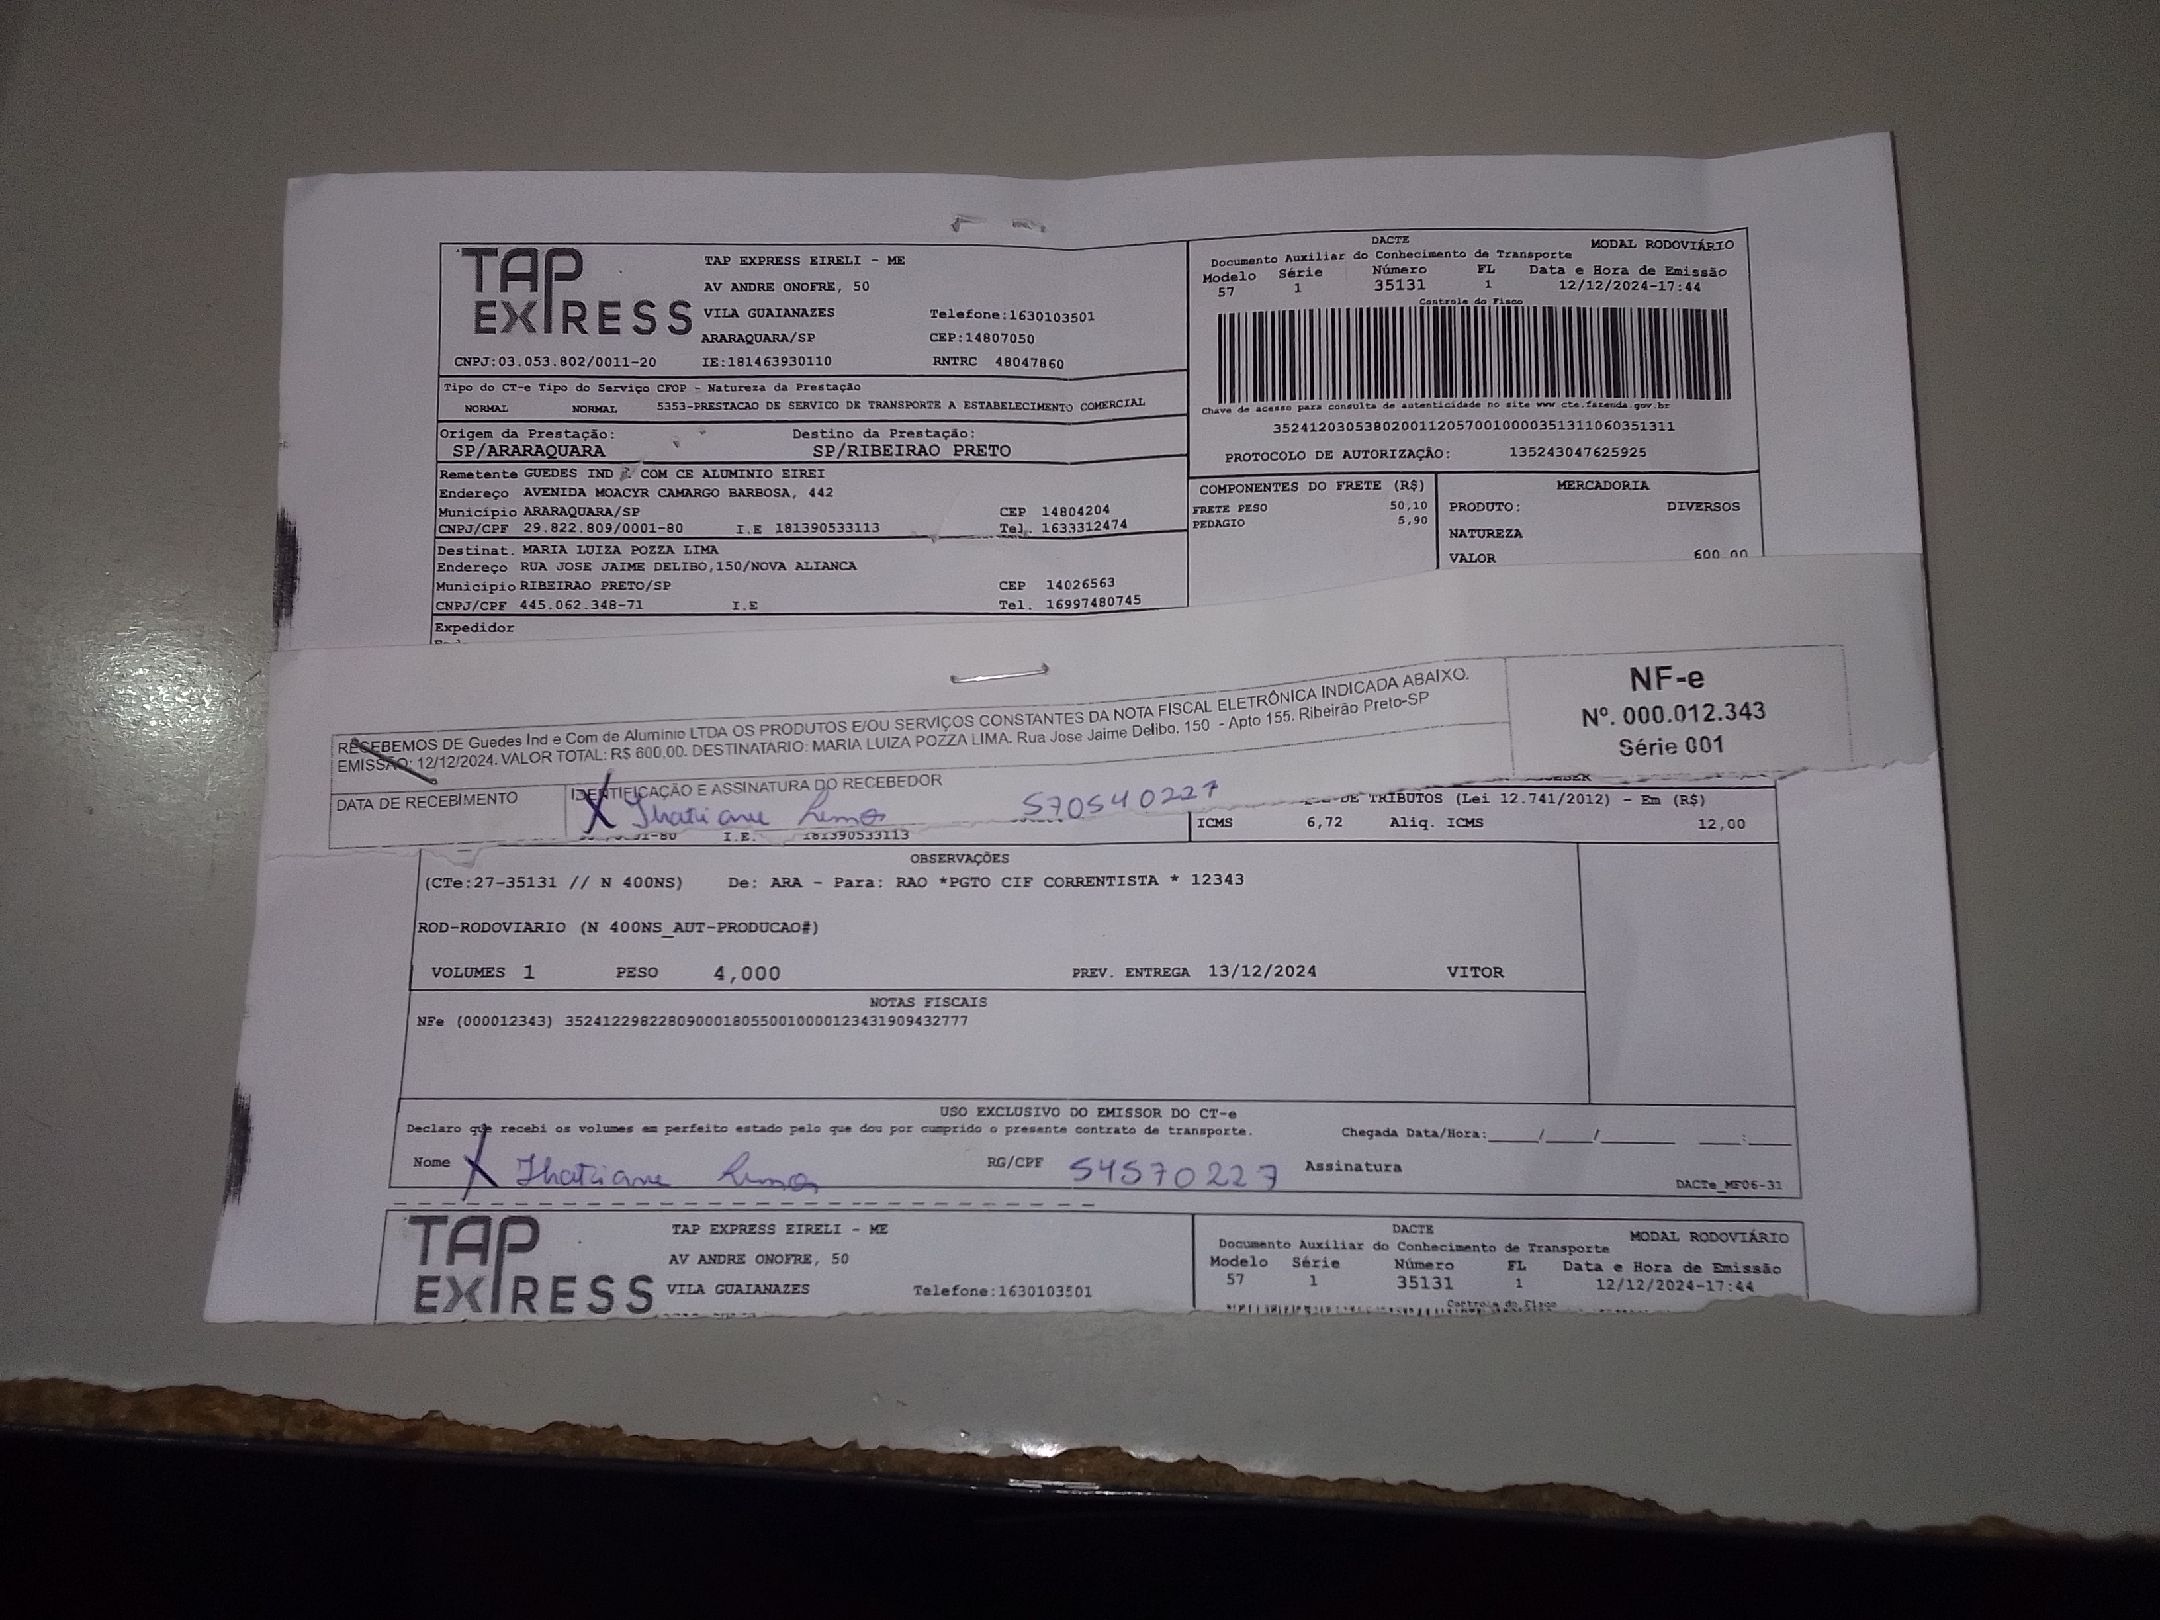 TAP EXPRESS
TAP EXPRESS EIRELI - ME
AV ANDRE ONOFRE, 50
VILA GUAIANAZES Telefone:1630103501
ARARAQUARA/SP CEP:14807050
CNPJ:03.053.802/0011-20 IE:181463930110 RNTRC 48047860
DACTE MODAL RODOVIÁRIO
Documento Auxiliar do Conhecimento de Transporte
Modelo Série Número FL Data e Hora de Emissão
57 1 35131 1 12/12/2024-17:44
Controle do Fisco
Chave de acesso para consulta de autenticidade no site www cte.fazenda.gov.br
35241203053802001120570010000351311060351311
PROTOCOLO DE AUTORIZAÇÃO: 135243047625925
Tipo do CT-e Tipo do Serviço CFOP - Natureza da Prestação
NORMAL NORMAL 5353-PRESTACAO DE SERVICO DE TRANSPORTE A ESTABELECIMENTO COMERCIAL
Origem da Prestação: Destino da Prestação:
SP/ARARAQUARA SP/RIBEIRAO PRETO
Remetente GUEDES IND E COM CE ALUMINIO EIREI
Endereço AVENIDA MOACYR CAMARGO BARBOSA, 442
Município ARARAQUARA/SP CEP 14804204
CNPJ/CPF 29.822.809/0001-80 I.E 181390533113 Tel. 1633312474
COMPONENTES DO FRETE (R$)
FRETE PESO 50,10
PEDAGIO 5,90
MERCADORIA
PRODUTO: DIVERSOS
NATUREZA
VALOR 600,00
Destinat. MARIA LUIZA POZZA LIMA
Endereço RUA JOSE JAIME DELIBO,150/NOVA ALIANCA
Município RIBEIRAO PRETO/SP CEP 14026563
CNPJ/CPF 445.062.348-71 I.E Tel. 16997480745
Expedidor
RECEBEMOS DE Guedes Ind e Com de Aluminio LTDA OS PRODUTOS E/OU SERVIÇOS CONSTANTES DA NOTA FISCAL ELETRÔNICA INDICADA ABAIXO.
EMISSÃO: 12/12/2024. VALOR TOTAL: R$ 600,00. DESTINATARIO: MARIA LUIZA POZZA LIMA. Rua Jose Jaime Delibo, 150 - Apto 155. Ribeirão Preto-SP
NF-e
Nº. 000.012.343
Série 001
DATA DE RECEBIMENTO IDENTIFICAÇÃO E ASSINATURA DO RECEBEDOR
X Thatiane Lima 570540227
DE TRIBUTOS (Lei 12.741/2012) - Em (R$)
I.E. 181390533113 ICMS 6,72 Aliq. ICMS 12,00
OBSERVAÇÕES
(CTe:27-35131 // N 400NS) De: ARA - Para: RAO *PGTO CIF CORRENTISTA * 12343
ROD-RODOVIARIO (N 400NS_AUT-PRODUCAO#)
VOLUMES 1 PESO 4,000 PREV. ENTREGA 13/12/2024 VITOR
NOTAS FISCAIS
NFe (000012343) 35241229822809000180550010000123431909432777
USO EXCLUSIVO DO EMISSOR DO CT-e
Declaro que recebi os volumes em perfeito estado pelo que dou por cumprido o presente contrato de transporte. Chegada Data/Hora:_____/____/_______ ____:____
Nome X Thatiane Lima RG/CPF 54570227 Assinatura
DACTe_MF06-31
TAP EXPRESS
TAP EXPRESS EIRELI - ME
AV ANDRE ONOFRE, 50
VILA GUAIANAZES Telefone:1630103501
DACTE MODAL RODOVIÁRIO
Documento Auxiliar do Conhecimento de Transporte
Modelo Série Número FL Data e Hora de Emissão
57 1 35131 1 12/12/2024-17:44
Controle do Fisco